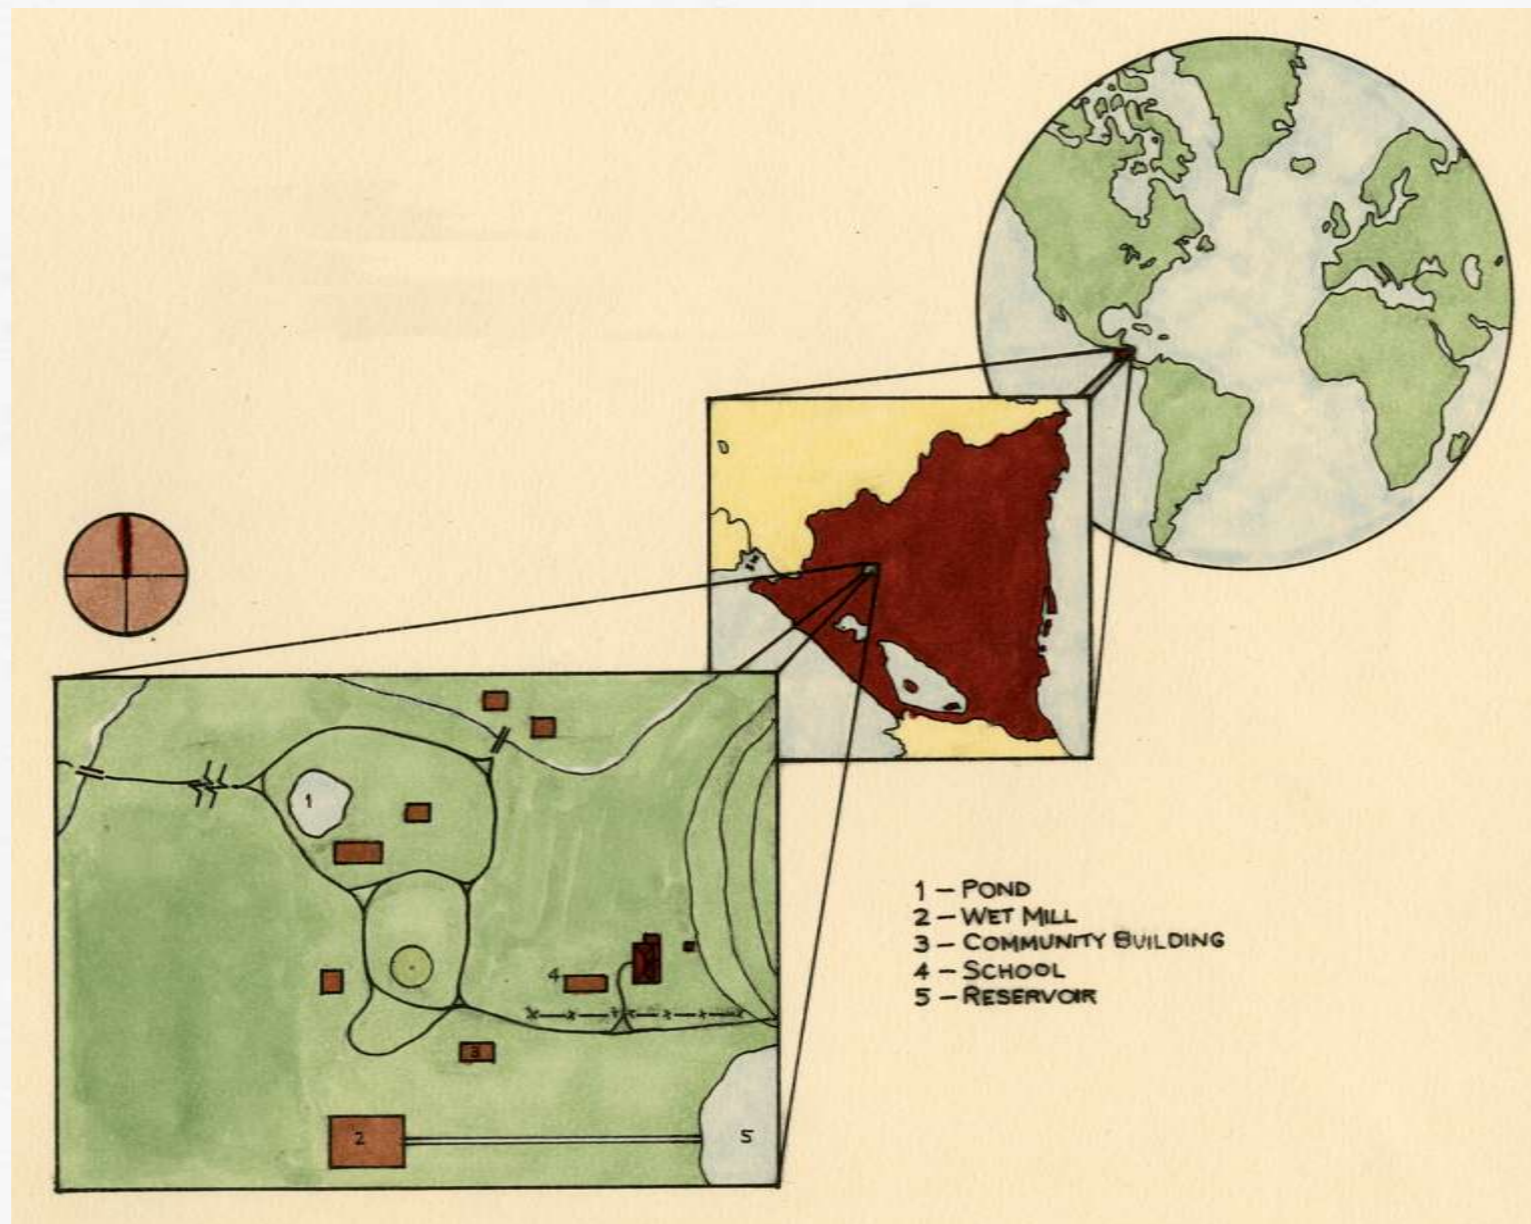 1
4
3
2
5
1 – POND
2 – WET MILL
3 – COMMUNITY BUILDING
4 – SCHOOL
5 – RESERVOIR